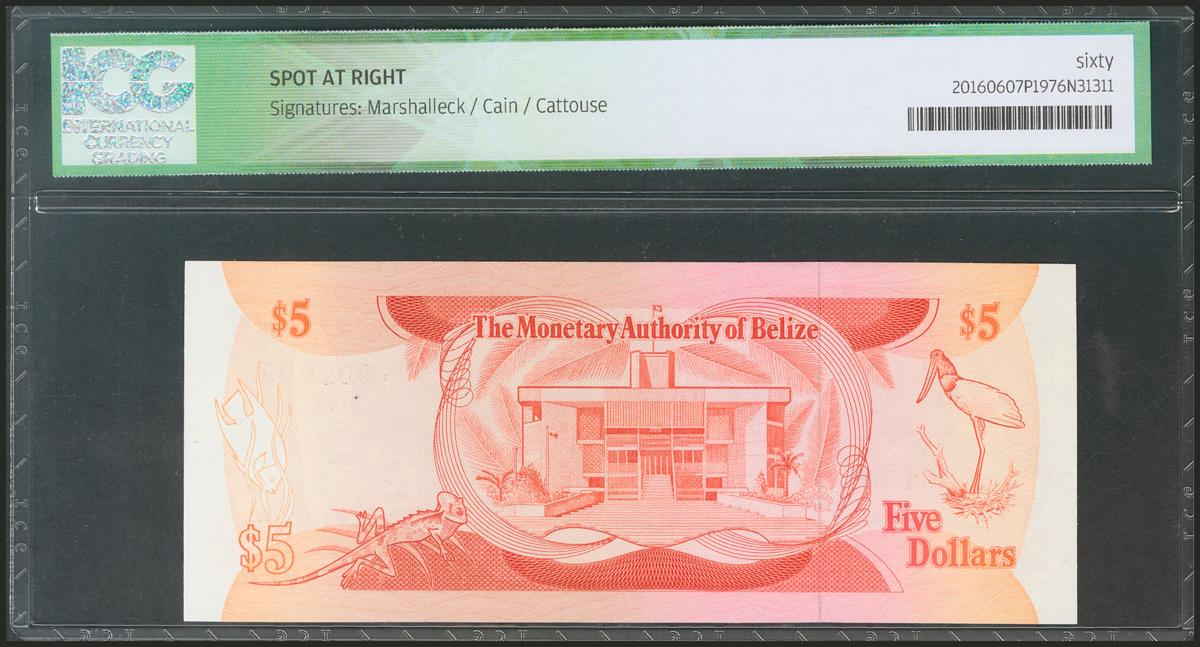 ICG
INTERNATIONAL
CURRENCY
GRADING
SPOT AT RIGHT
Signatures: Marshalleck / Cain / Cattouse
sixty
20160607P1976N31311
$5
The Monetary Authority of Belize
$5
$5
Five
Dollars